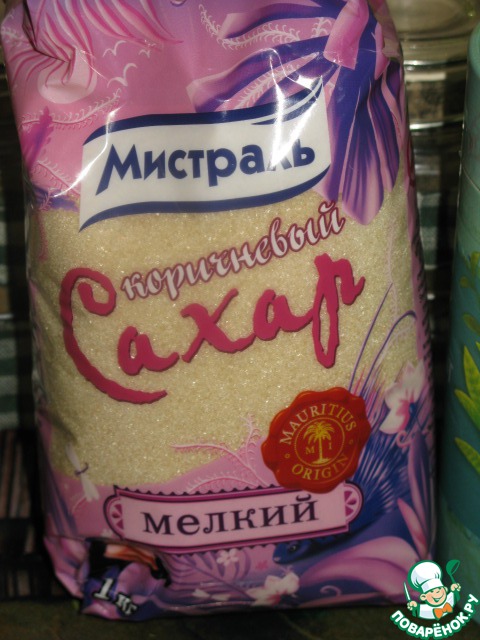 Мистраль
коричневый
Сахар
MAURITIUS
M
ORIGIN
мелкий
1 кг
ПОВАРЁНОК.РУ